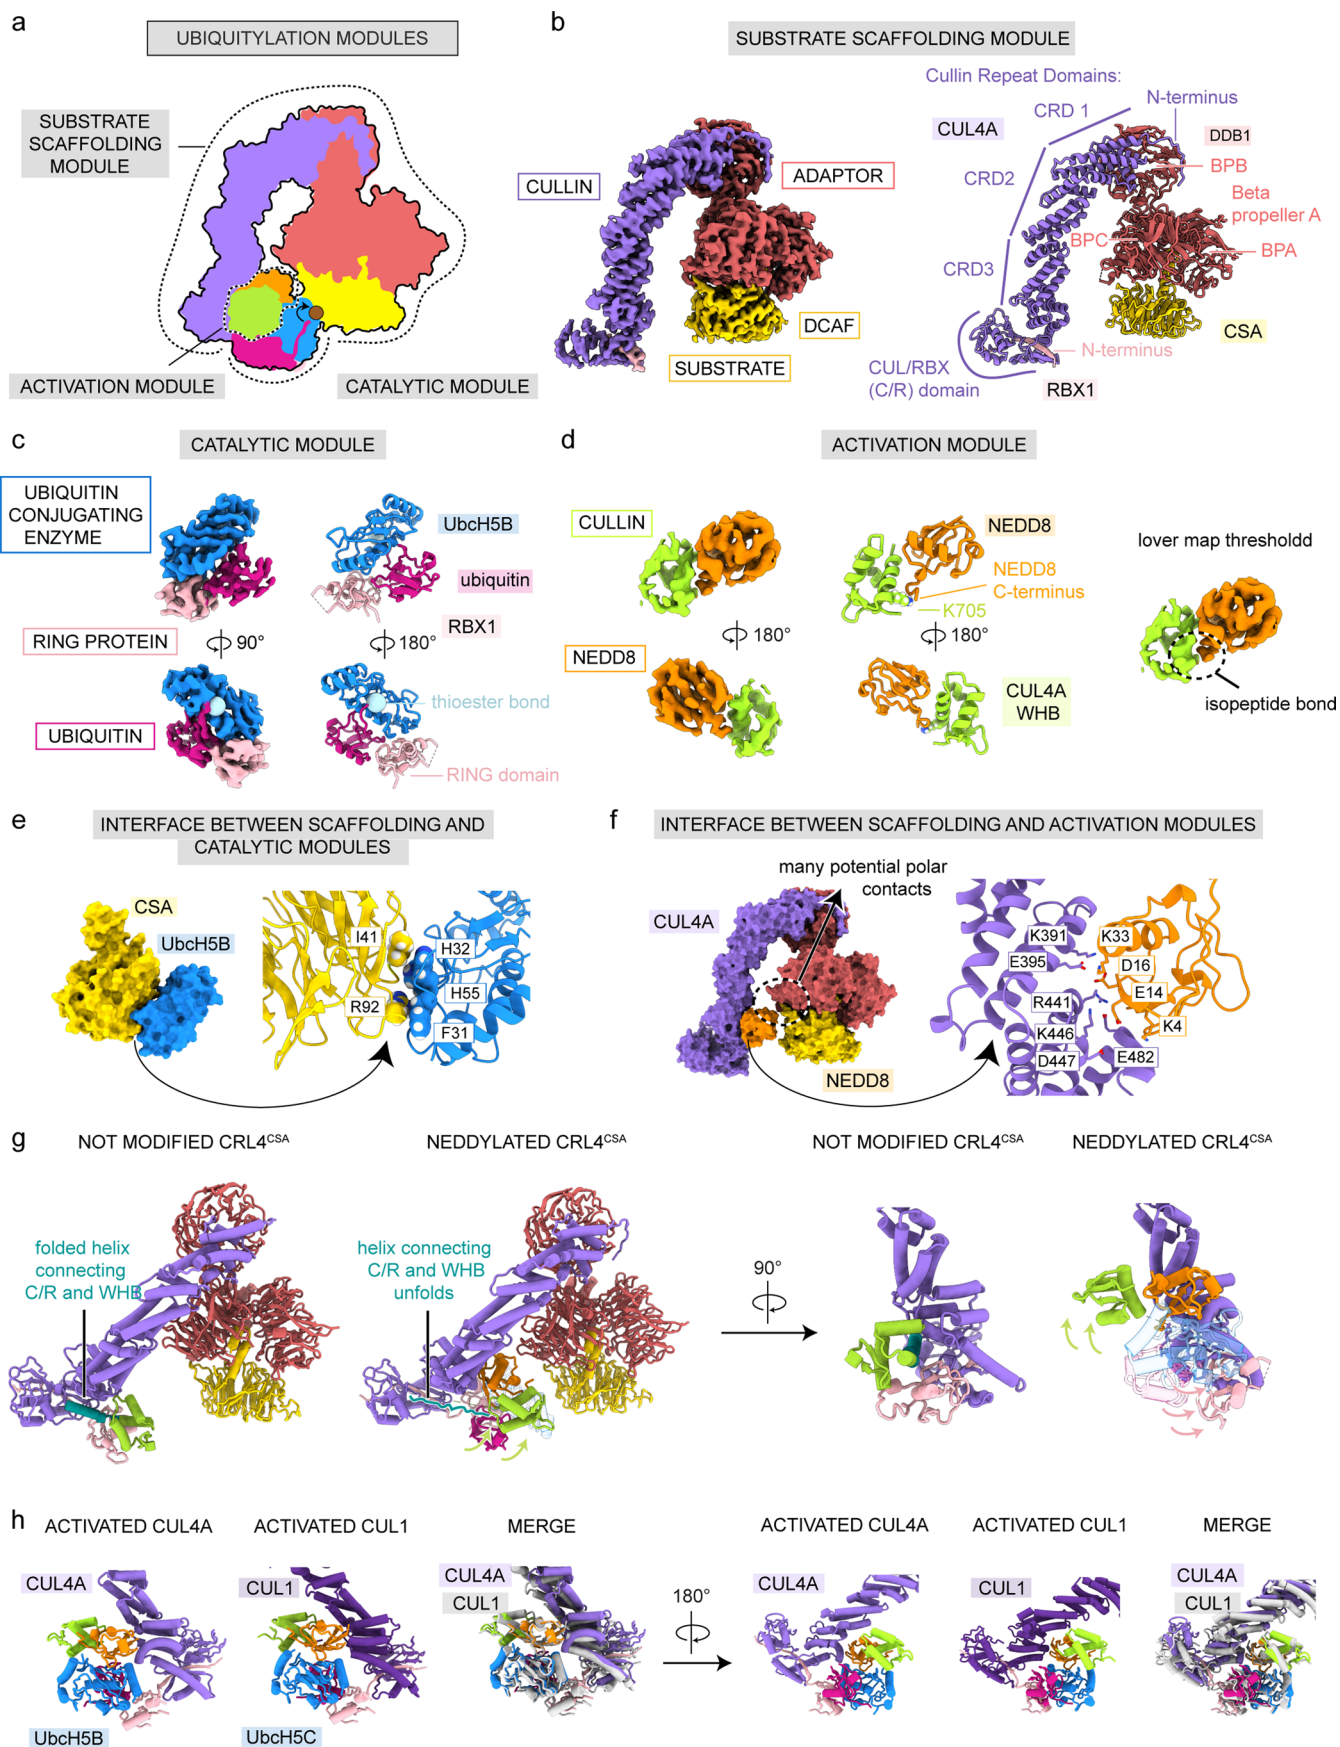 a
UBIQUITYLATION MODULES
SUBSTRATE
SCAFFOLDING
MODULE
ACTIVATION MODULE
CATALYTIC MODULE
b
SUBSTRATE SCAFFOLDING MODULE
CULLIN
ADAPTOR
DCAF
SUBSTRATE
Cullin Repeat Domains:
CRD 1
N-terminus
CUL4A
DDB1
BPB
CRD2
Beta
propeller A
BPC
BPA
CRD3
CSA
N-terminus
CUL/RBX
(C/R) domain
RBX1
c
CATALYTIC MODULE
UBIQUITIN
CONJUGATING
ENZYME
UbcH5B
ubiquitin
RBX1
RING PROTEIN
90°
180°
thioester bond
UBIQUITIN
RING domain
d
ACTIVATION MODULE
CULLIN
NEDD8
NEDD8
C-terminus
K705
lover map thresholdd
180°
180°
NEDD8
CUL4A
WHB
isopeptide bond
e
INTERFACE BETWEEN SCAFFOLDING AND
CATALYTIC MODULES
CSA
UbcH5B
I41
H32
H55
R92
F31
f
INTERFACE BETWEEN SCAFFOLDING AND ACTIVATION MODULES
many potential polar
contacts
CUL4A
NEDD8
K391
K33
E395
D16
R441
E14
K4
K446
D447
E482
g
NOT MODIFIED CRL4CSA
NEDDYLATED CRL4CSA
NOT MODIFIED CRL4CSA
NEDDYLATED CRL4CSA
folded helix
connecting
C/R and WHB
helix connecting
C/R and WHB
unfolds
90°
h
ACTIVATED CUL4A
ACTIVATED CUL1
MERGE
ACTIVATED CUL4A
ACTIVATED CUL1
MERGE
CUL4A
CUL1
CUL4A
CUL1
180°
CUL4A
CUL1
CUL4A
CUL1
UbcH5B
UbcH5C